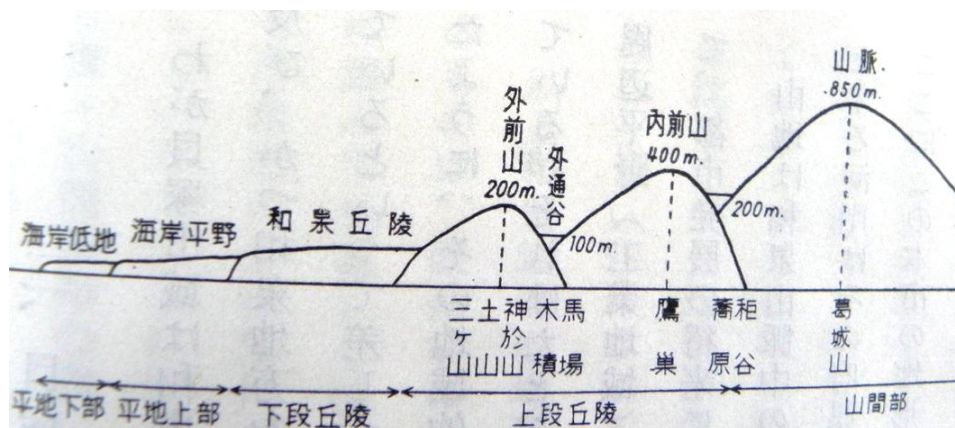 山脈.
.850m.
内前山
400m.
外前山
200m.
外通谷
100m.
200m.
海岸低地
海岸平野
和泉丘陵
三ヶ山
土山
神於山
木積
馬場
鷹巣
蕎原
秬谷
葛城山
平地下部
平地上部
下段丘陵
上段丘陵
山間部